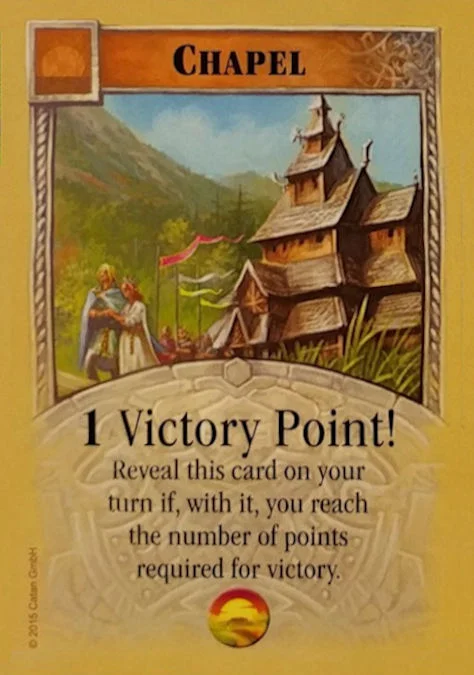 CHAPEL
1 Victory Point!
Reveal this card on your
turn if, with it, you reach
the number of points
required for victory.
© 2015 Catan GmbH